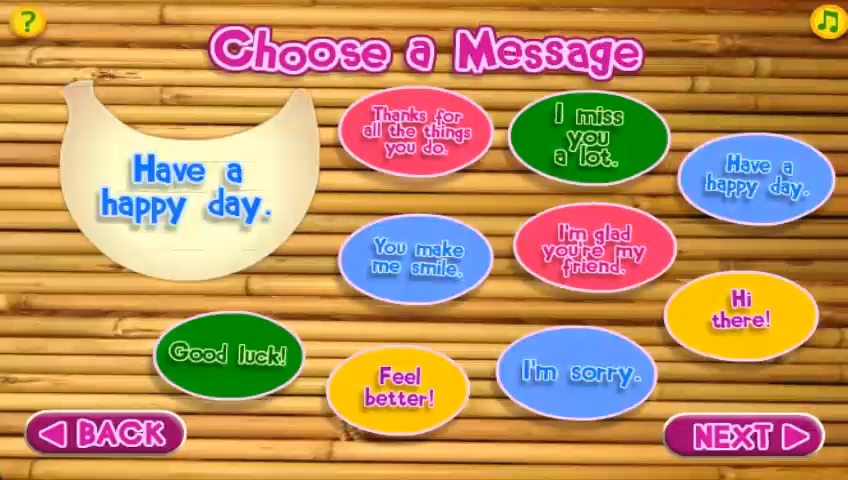 ?
Choose a Message
Have a
happy day.
Thanks for
all the things
you do.
I miss
you
a lot.
Have a
happy day.
You make
me smile.
I'm glad
you're my
friend.
Hi
there!
Good luck!
Feel
better!
I'm sorry.
BACK
NEXT